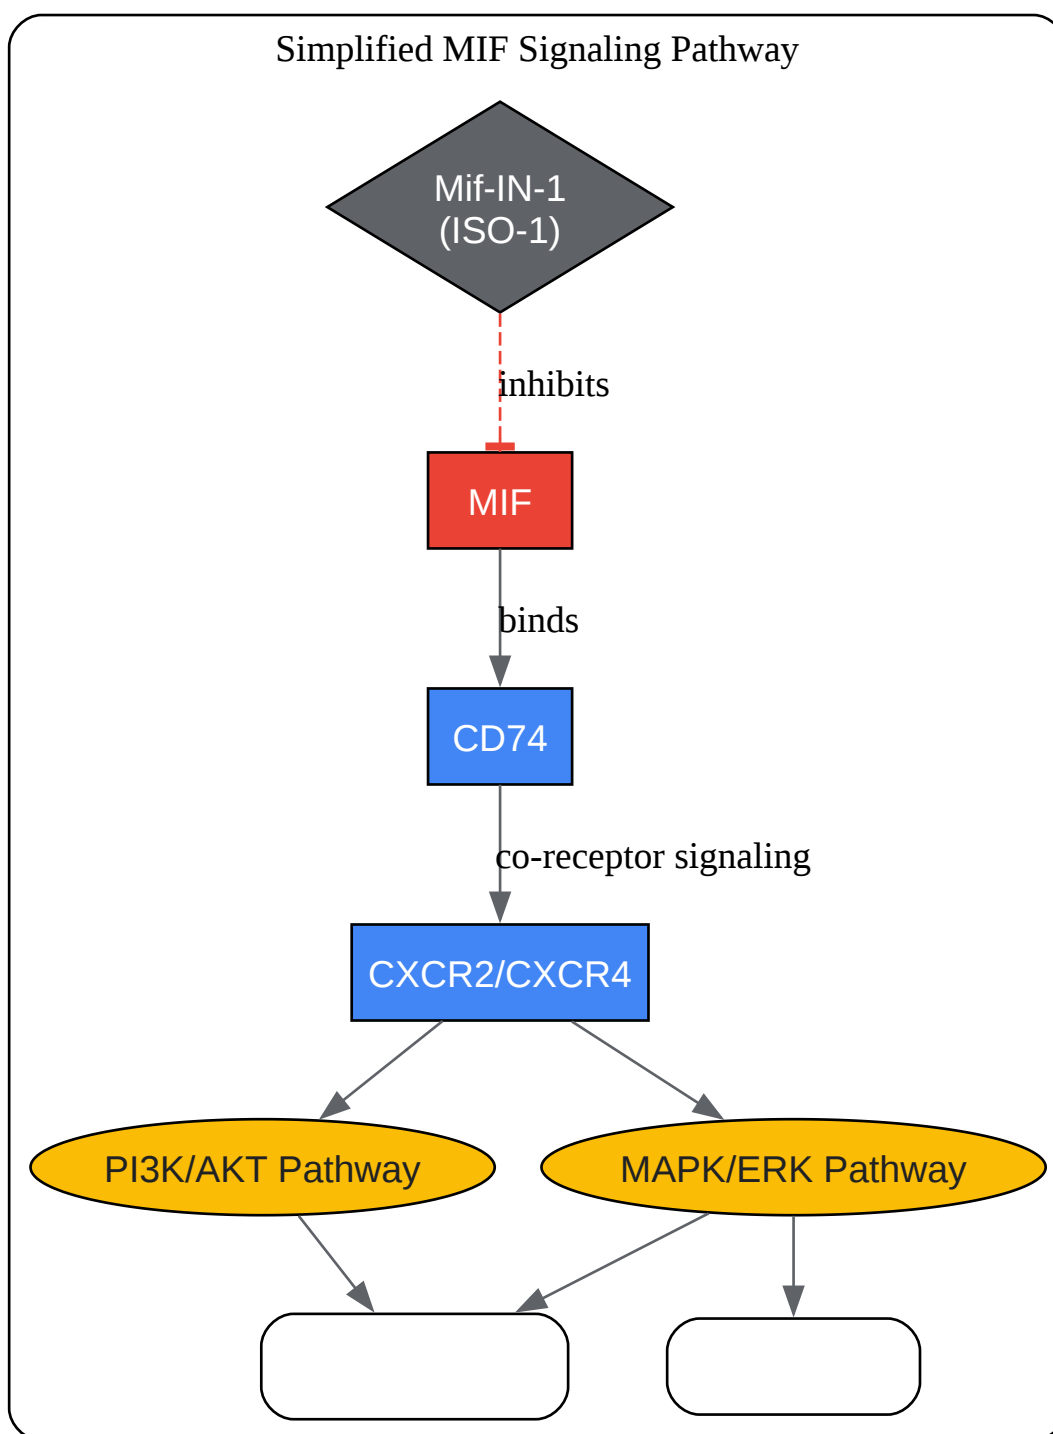 Simplified MIF Signaling Pathway
Mif-IN-1
(ISO-1)
inhibits
MIF
binds
CD74
co-receptor signaling
CXCR2/CXCR4
PI3K/AKT Pathway
MAPK/ERK Pathway